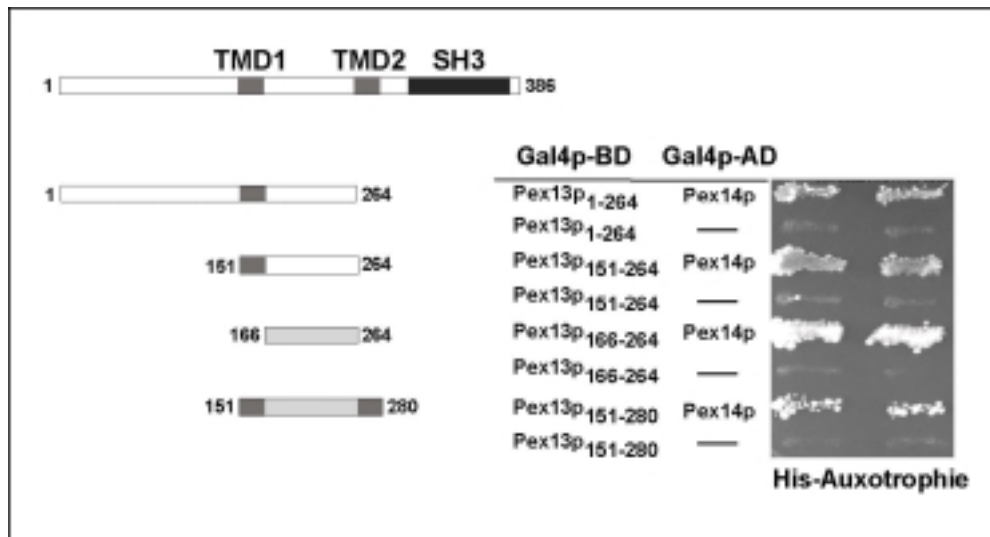 TMD1 TMD2 SH3
1 386
Gal4p-BD Gal4p-AD
1 264 Pex13p1-264 Pex14p
Pex13p1-264 —
151 264 Pex13p151-264 Pex14p
Pex13p151-264 —
166 264 Pex13p166-264 Pex14p
Pex13p166-264 —
151 280 Pex13p151-280 Pex14p
Pex13p151-280 —
His-Auxotrophie